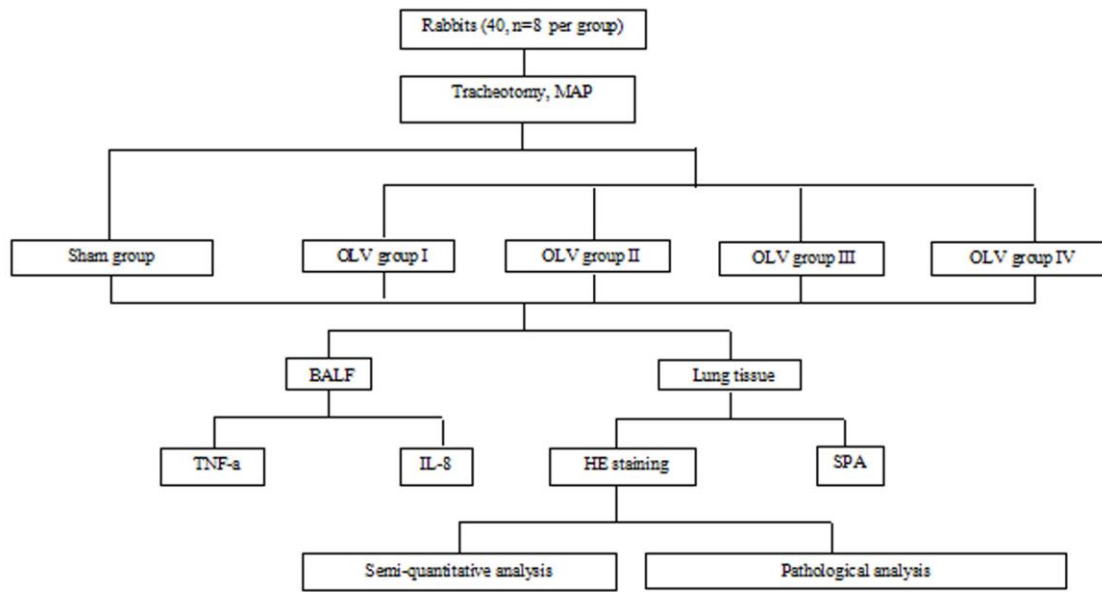 Rabbits (40, n=8 per group)
Tracheotomy, MAP
Sham group
OLV group I
OLV group II
OLV group III
OLV group IV
BALF
Lung tissue
TNF-a
IL-8
HE staining
SPA
Semi-quantitative analysis
Pathological analysis